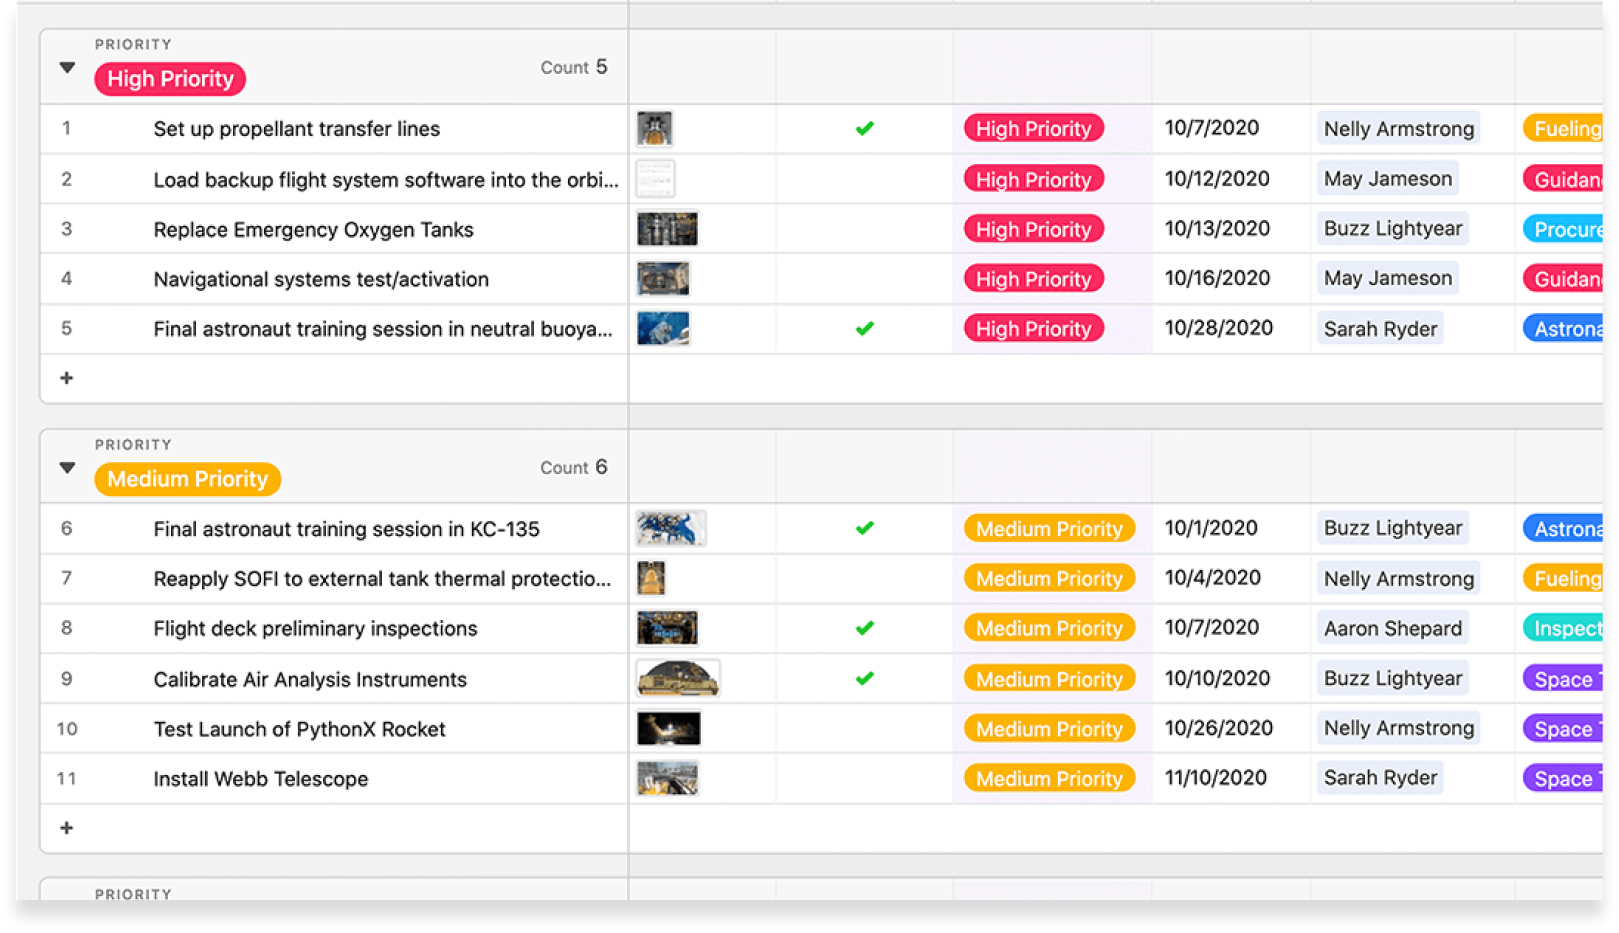 PRIORITY
High Priority
Count 5
1 Set up propellant transfer lines High Priority 10/7/2020 Nelly Armstrong Fueling
2 Load backup flight system software into the orbi... High Priority 10/12/2020 May Jameson Guidan
3 Replace Emergency Oxygen Tanks High Priority 10/13/2020 Buzz Lightyear Procure
4 Navigational systems test/activation High Priority 10/16/2020 May Jameson Guidan
5 Final astronaut training session in neutral buoya... High Priority 10/28/2020 Sarah Ryder Astrona
+
PRIORITY
Medium Priority
Count 6
6 Final astronaut training session in KC-135 Medium Priority 10/1/2020 Buzz Lightyear Astrona
7 Reapply SOFI to external tank thermal protectio... Medium Priority 10/4/2020 Nelly Armstrong Fueling
8 Flight deck preliminary inspections Medium Priority 10/7/2020 Aaron Shepard Inspect
9 Calibrate Air Analysis Instruments Medium Priority 10/10/2020 Buzz Lightyear Space T
10 Test Launch of PythonX Rocket Medium Priority 10/26/2020 Nelly Armstrong Space T
11 Install Webb Telescope Medium Priority 11/10/2020 Sarah Ryder Space T
+
PRIORITY